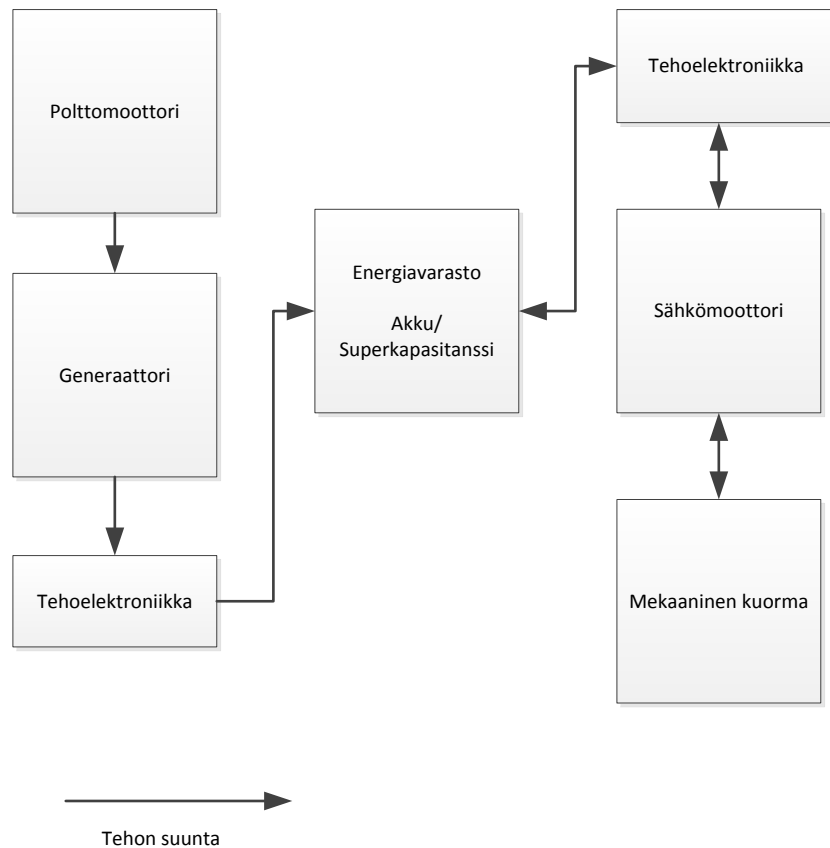 Polttomoottori
Generaattori
Tehoelektroniikka
Energiavarasto
Akku/
Superkapasitanssi
Tehoelektroniikka
Sähkömoottori
Mekaaninen kuorma
Tehon suunta